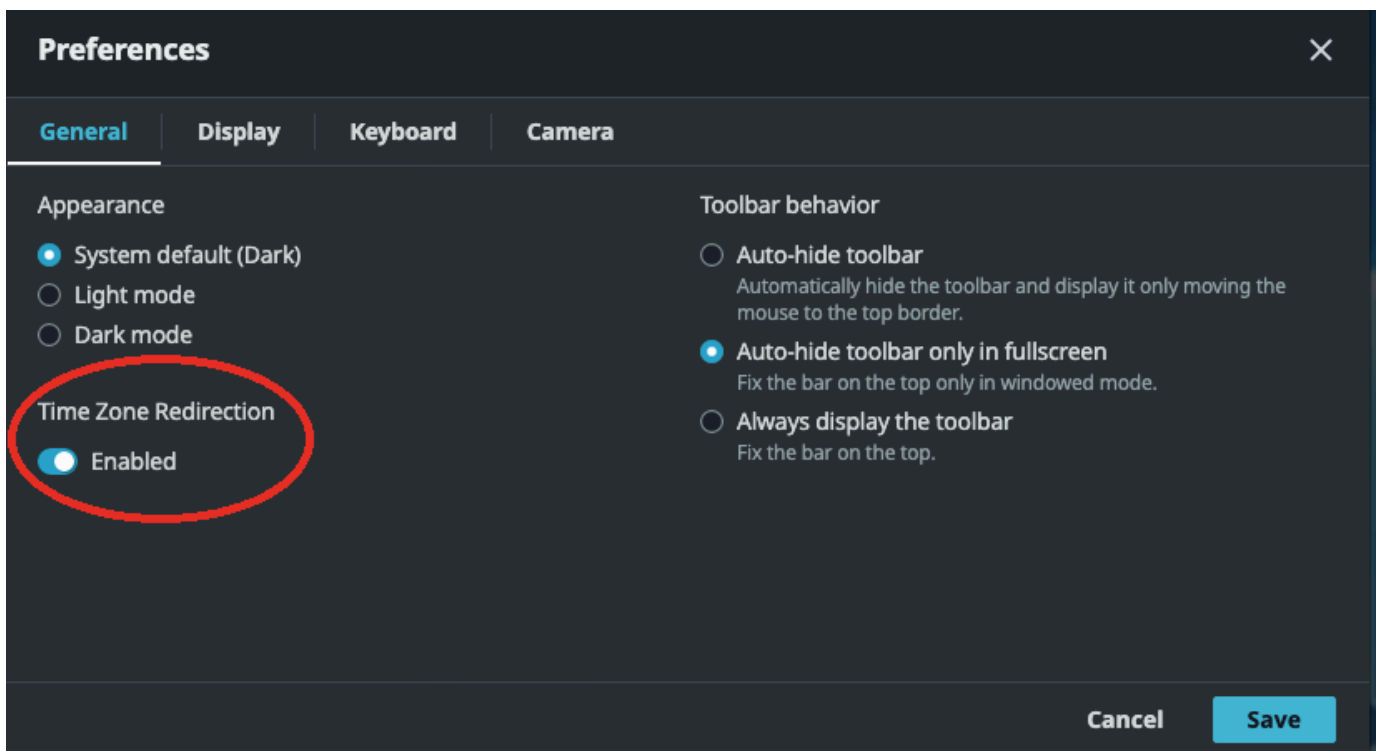 Preferences
General
Display
Keyboard
Camera
Appearance
System default (Dark)
Light mode
Dark mode
Time Zone Redirection
Enabled
Toolbar behavior
Auto-hide toolbar
Automatically hide the toolbar and display it only moving the
mouse to the top border.
Auto-hide toolbar only in fullscreen
Fix the bar on the top only in windowed mode.
Always display the toolbar
Fix the bar on the top.
Cancel
Save